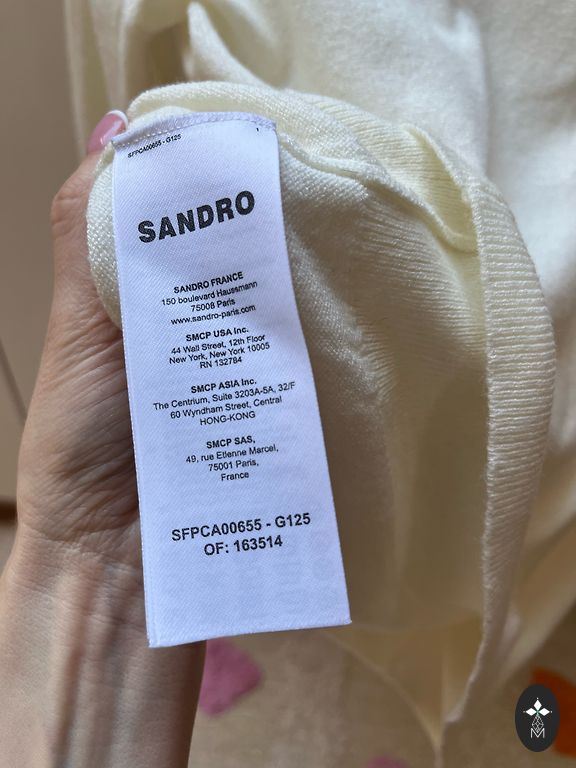 SFPCA00655 - G125
1
SANDRO
SANDRO FRANCE
150 boulevard Haussmann
75008 Paris
www.sandro-paris.com
SMCP USA Inc.
44 Wall Street, 12th Floor
New York, New York 10005
RN 132784
SMCP ASIA Inc.
The Centrium, Suite 3203A-5A, 32/F
60 Wyndham Street, Central
HONG-KONG
SMCP SAS,
49, rue Etienne Marcel,
75001 Paris,
France
SFPCA00655 - G125
OF: 163514